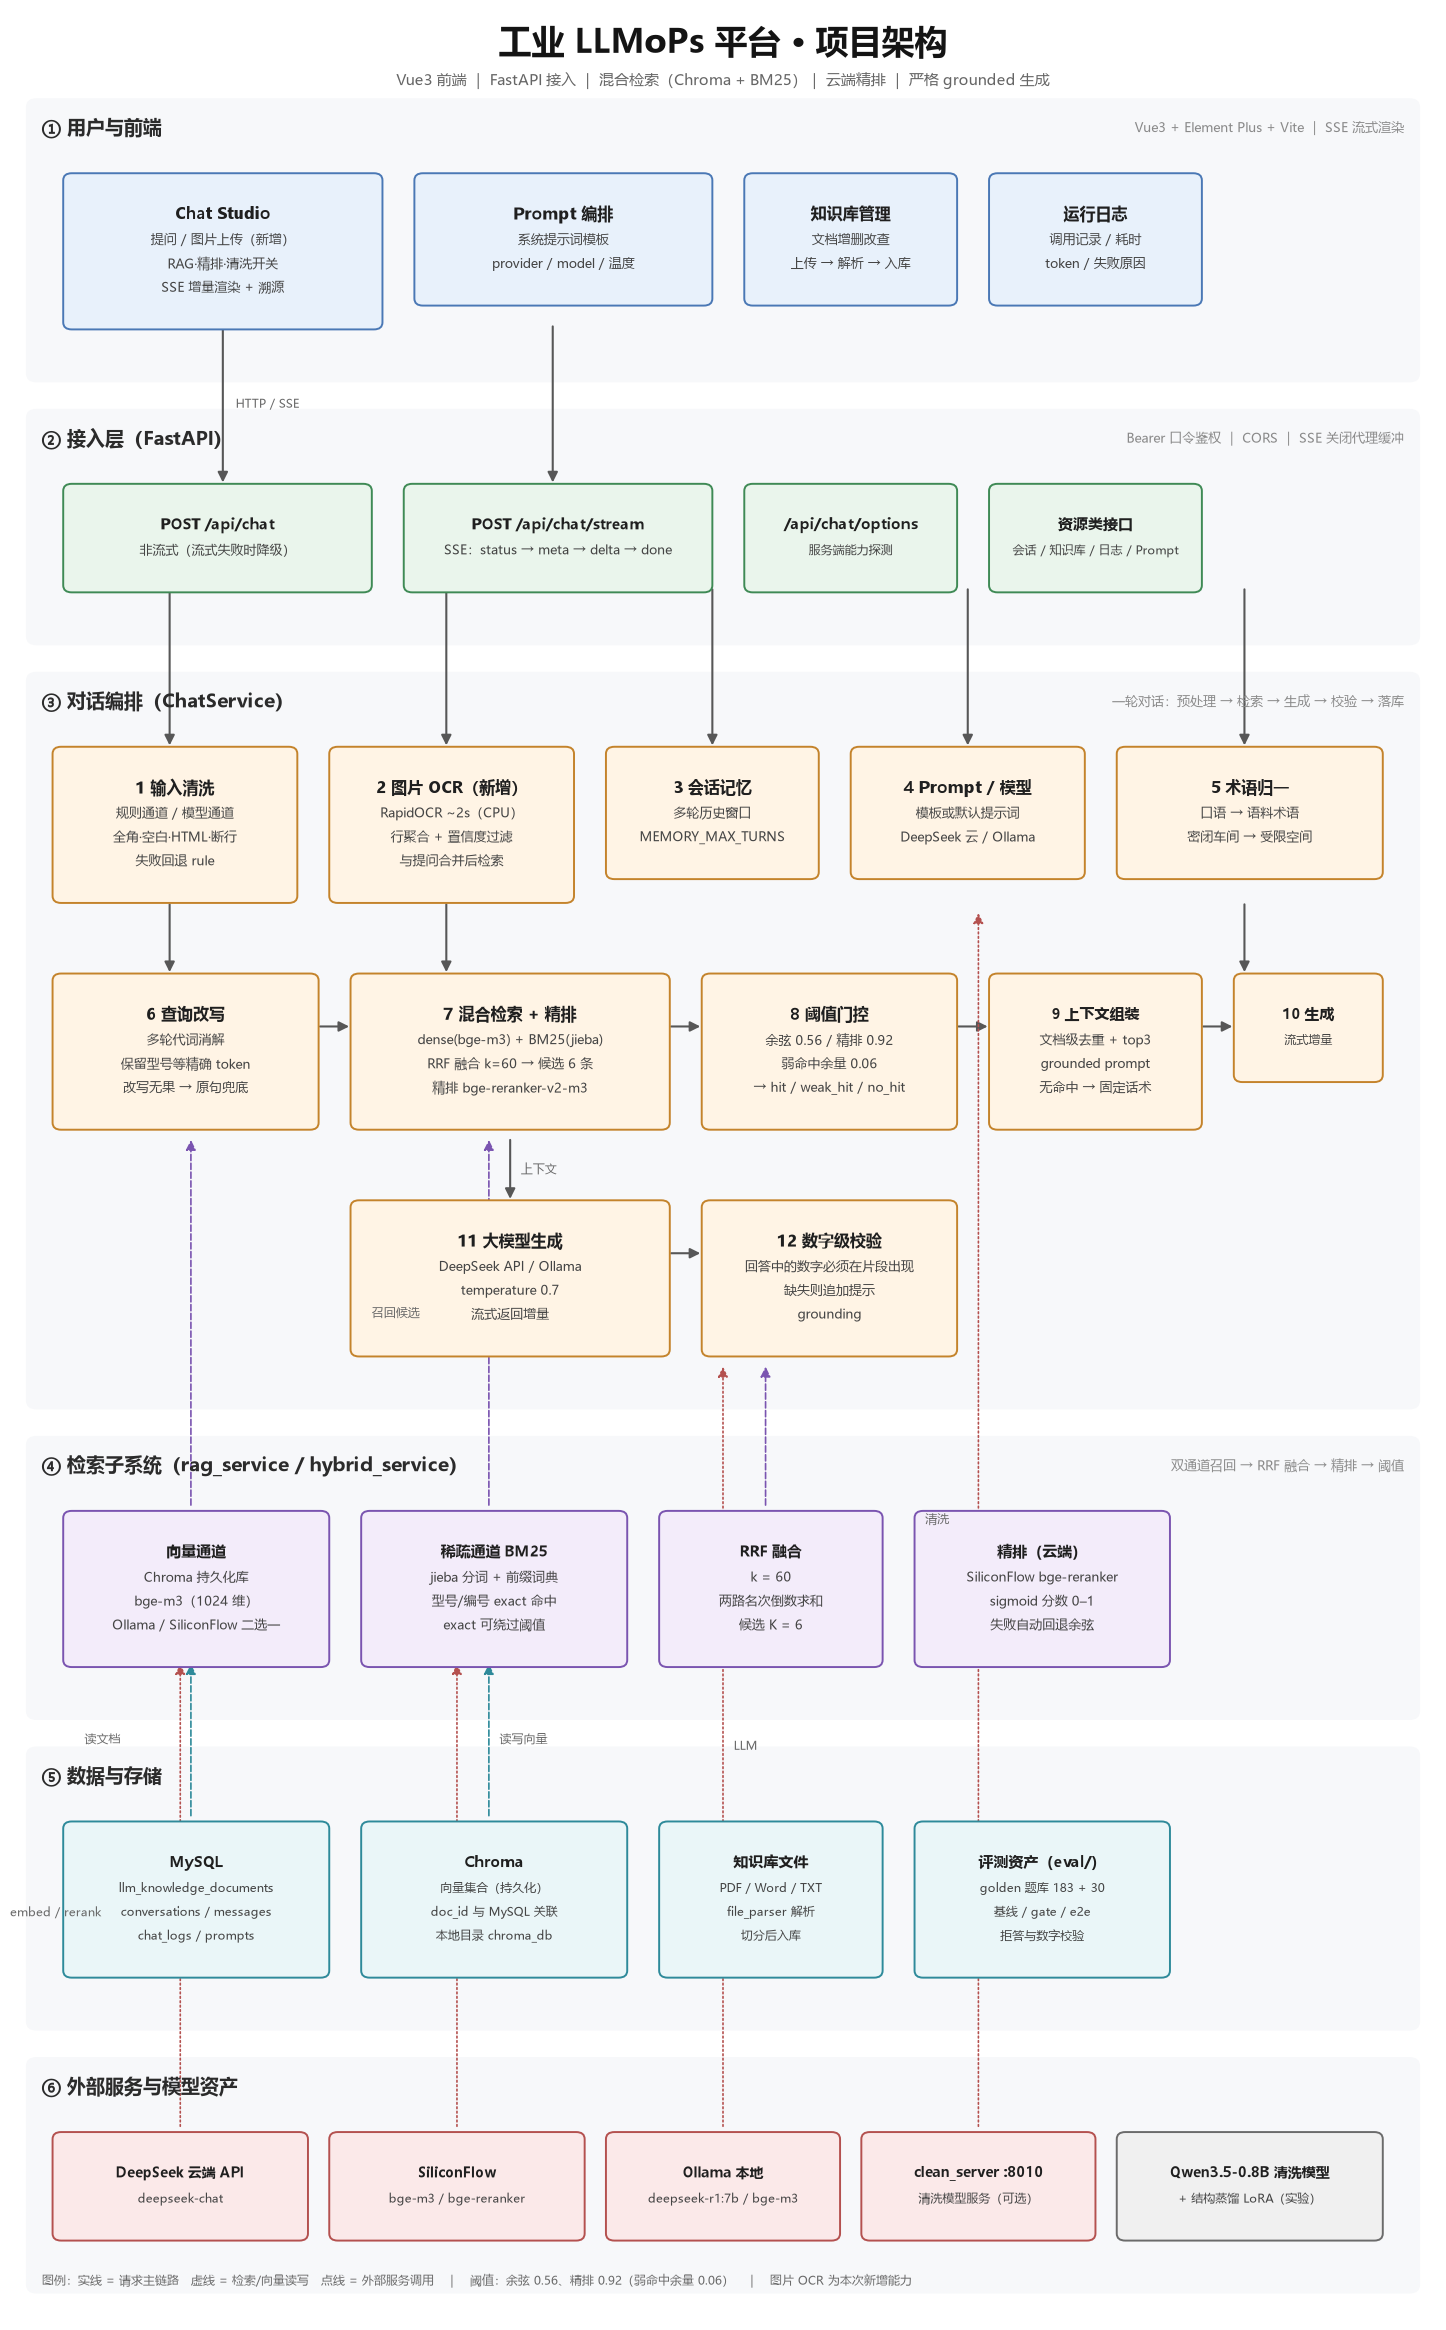 工业 LLMoPs 平台 • 项目架构
Vue3 前端 | FastAPI 接入 | 混合检索（Chroma + BM25） | 云端精排 | 严格 grounded 生成
① 用户与前端
Vue3 + Element Plus + Vite | SSE 流式渲染
Chat Studio
提问 / 图片上传（新增）
RAG·精排·清洗开关
SSE 增量渲染 + 溯源
Prompt 编排
系统提示词模板
provider / model / 温度
知识库管理
文档增删改查
上传 → 解析 → 入库
运行日志
调用记录 / 耗时
token / 失败原因
HTTP / SSE
② 接入层（FastAPI）
Bearer 口令鉴权 | CORS | SSE 关闭代理缓冲
POST /api/chat
非流式（流式失败时降级）
POST /api/chat/stream
SSE：status → meta → delta → done
/api/chat/options
服务端能力探测
资源类接口
会话 / 知识库 / 日志 / Prompt
③ 对话编排（ChatService）
一轮对话：预处理 → 检索 → 生成 → 校验 → 落库
1 输入清洗
规则通道 / 模型通道
全角·空白·HTML·断行
失败回退 rule
2 图片 OCR（新增）
RapidOCR ~2s（CPU）
行聚合 + 置信度过滤
与提问合并后检索
3 会话记忆
多轮历史窗口
MEMORY_MAX_TURNS
4 Prompt / 模型
模板或默认提示词
DeepSeek 云 / Ollama
5 术语归一
口语 → 语料术语
密闭车间 → 受限空间
6 查询改写
多轮代词消解
保留型号等精确 token
改写无果 → 原句兜底
7 混合检索 + 精排
dense(bge-m3) + BM25(jieba)
RRF 融合 k=60 → 候选 6 条
精排 bge-reranker-v2-m3
8 阈值门控
余弦 0.56 / 精排 0.92
弱命中余量 0.06
→ hit / weak_hit / no_hit
9 上下文组装
文档级去重 + top3
grounded prompt
无命中 → 固定话术
10 生成
流式增量
上下文
11 大模型生成
DeepSeek API / Ollama
temperature 0.7
召回候选
流式返回增量
12 数字级校验
回答中的数字必须在片段出现
缺失则追加提示
grounding
④ 检索子系统（rag_service / hybrid_service）
双通道召回 → RRF 融合 → 精排 → 阈值
向量通道
Chroma 持久化库
bge-m3（1024 维）
Ollama / SiliconFlow 二选一
稀疏通道 BM25
jieba 分词 + 前缀词典
型号/编号 exact 命中
exact 可绕过阈值
RRF 融合
k = 60
两路名次倒数求和
候选 K = 6
清洗
精排（云端）
SiliconFlow bge-reranker
sigmoid 分数 0–1
失败自动回退余弦
读文档
读写向量
LLM
⑤ 数据与存储
MySQL
llm_knowledge_documents
conversations / messages
chat_logs / prompts
embed / rerank
Chroma
向量集合（持久化）
doc_id 与 MySQL 关联
本地目录 chroma_db
知识库文件
PDF / Word / TXT
file_parser 解析
切分后入库
评测资产（eval/）
golden 题库 183 + 30
基线 / gate / e2e
拒答与数字校验
⑥ 外部服务与模型资产
DeepSeek 云端 API
deepseek-chat
SiliconFlow
bge-m3 / bge-reranker
Ollama 本地
deepseek-r1:7b / bge-m3
clean_server :8010
清洗模型服务（可选）
Qwen3.5-0.8B 清洗模型
+ 结构蒸馏 LoRA（实验）
图例：实线 = 请求主链路 虚线 = 检索/向量读写 点线 = 外部服务调用 | 阈值：余弦 0.56、精排 0.92（弱命中余量 0.06） | 图片 OCR 为本次新增能力